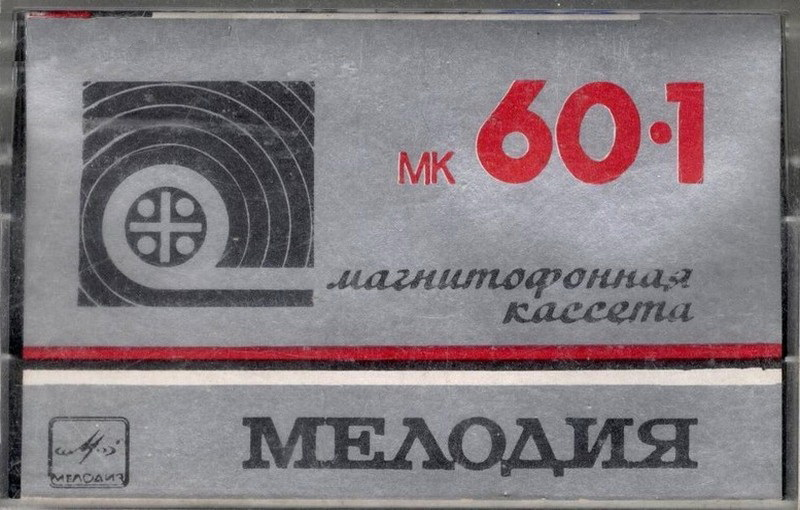 МК 60·1
магнитофонная
кассета
МЕЛОДИЯ
МЕЛОДИЯ